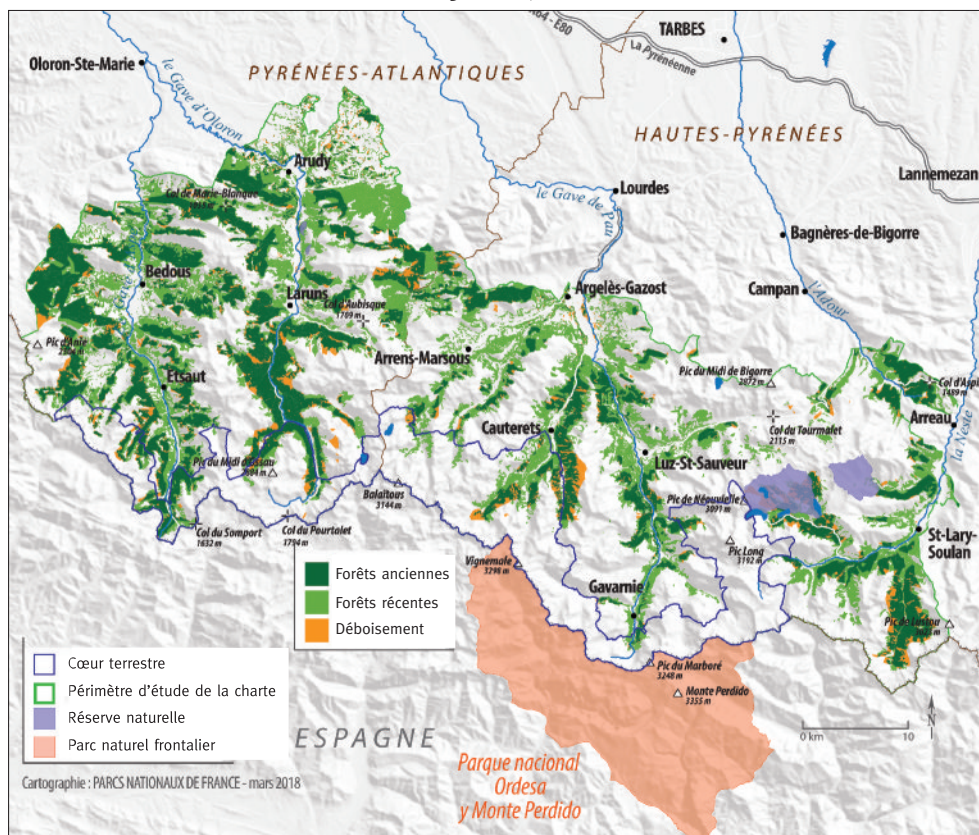 A64 - E80
TARBES
La Pyrénéenne
Oloron-Ste-Marie
le Gave d'Oloron
PYRÉNÉES-ATLANTIQUES
HAUTES-PYRÉNÉES
Arudy
Lannemezan
Lourdes
le Gave de Pau
Col de Marie-Blanque
Bagnères-de-Bigorre
Bedous
Laruns
Col d'Aubisque
1709 m
Argelès-Gazost
Campan
l'Adour
Pic d'Anie
Arrens-Marsous
Etsaut
Pic du Midi de Bigorre
2872 m
Col d'Aspin
1489 m
Arreau
la Neste
Col du Tourmalet
2115 m
Cauterets
Luz-St-Sauveur
Pic du Midi d'Ossau
2884 m
Balaïtous
3144 m
Pic de Néouvielle
3091 m
Col du Somport
1632 m
Col du Pourtalet
1794 m
Pic Long
3192 m
St-Lary-
Soulan
Vignemale
3298 m
Gavarnie
Pic de Lustou
Pic du Marboré
3248 m
Monte Perdido
3355 m
Forêts anciennes
Forêts récentes
Déboisement
Cœur terrestre
Périmètre d'étude de la charte
Réserve naturelle
Parc naturel frontalier
ESPAGNE
Parque nacional
Ordesa
y Monte Perdido
0 km 10
N
Cartographie : PARCS NATIONAUX DE FRANCE - mars 2018